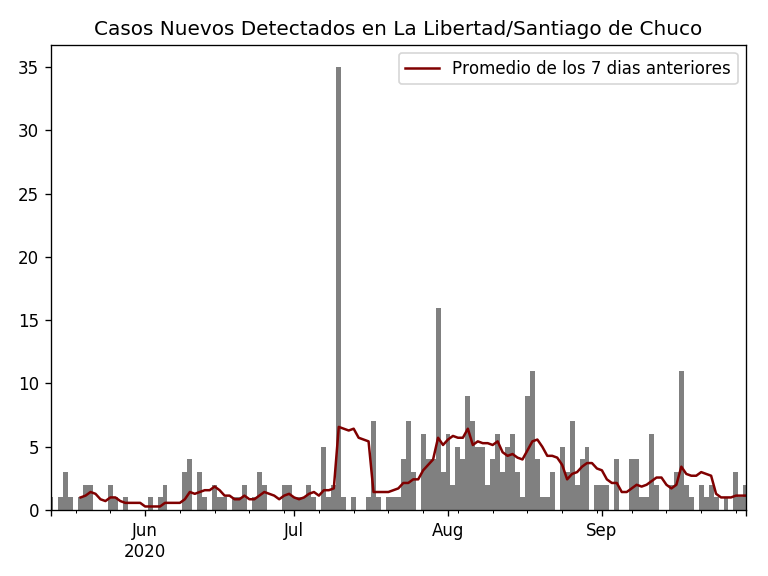 Casos Nuevos Detectados en La Libertad/Santiago de Chuco
Promedio de los 7 dias anteriores
35
30
25
20
15
10
5
0
Jun
2020
Jul
Aug
Sep